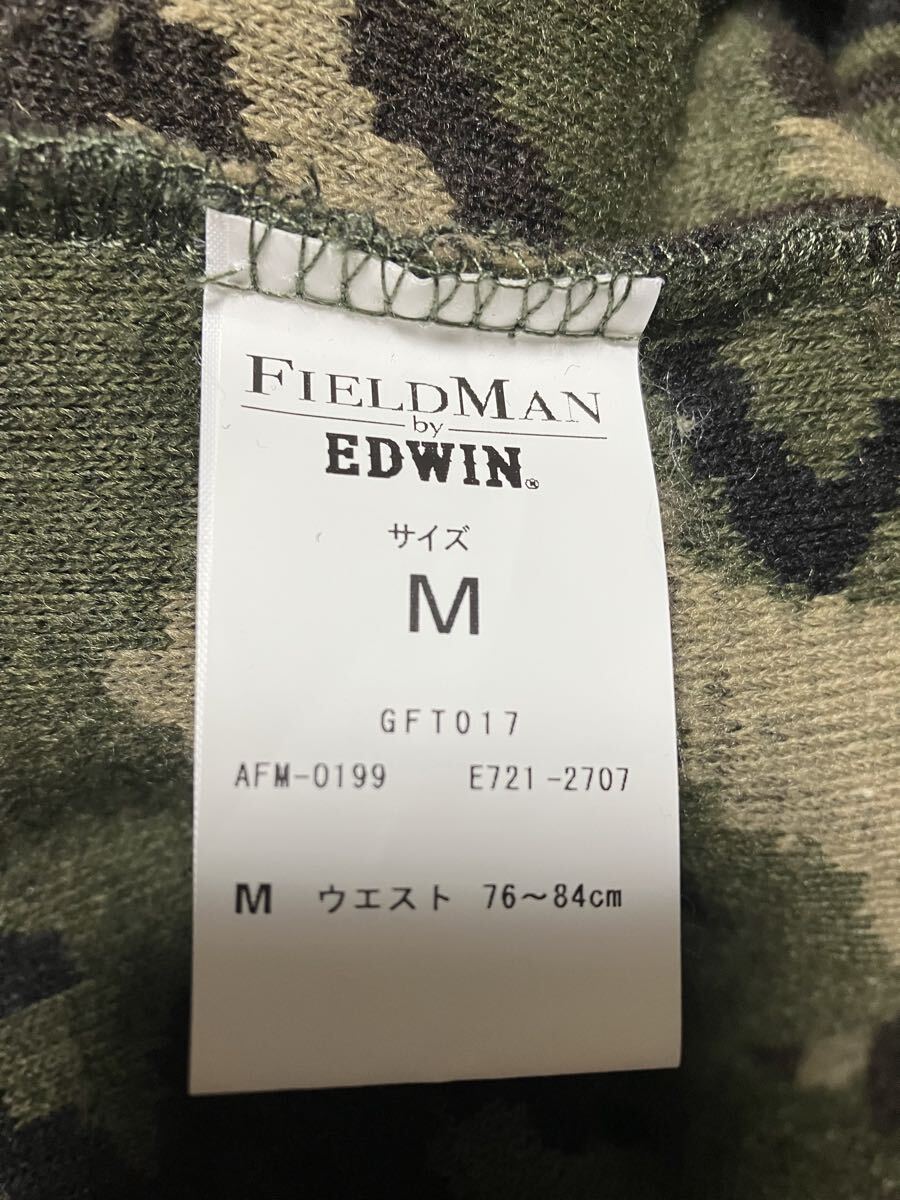 FIELDMAN
by
EDWIN®
サイズ
M
GFT017
AFM-0199 E721-2707
M ウエスト 76～84cm